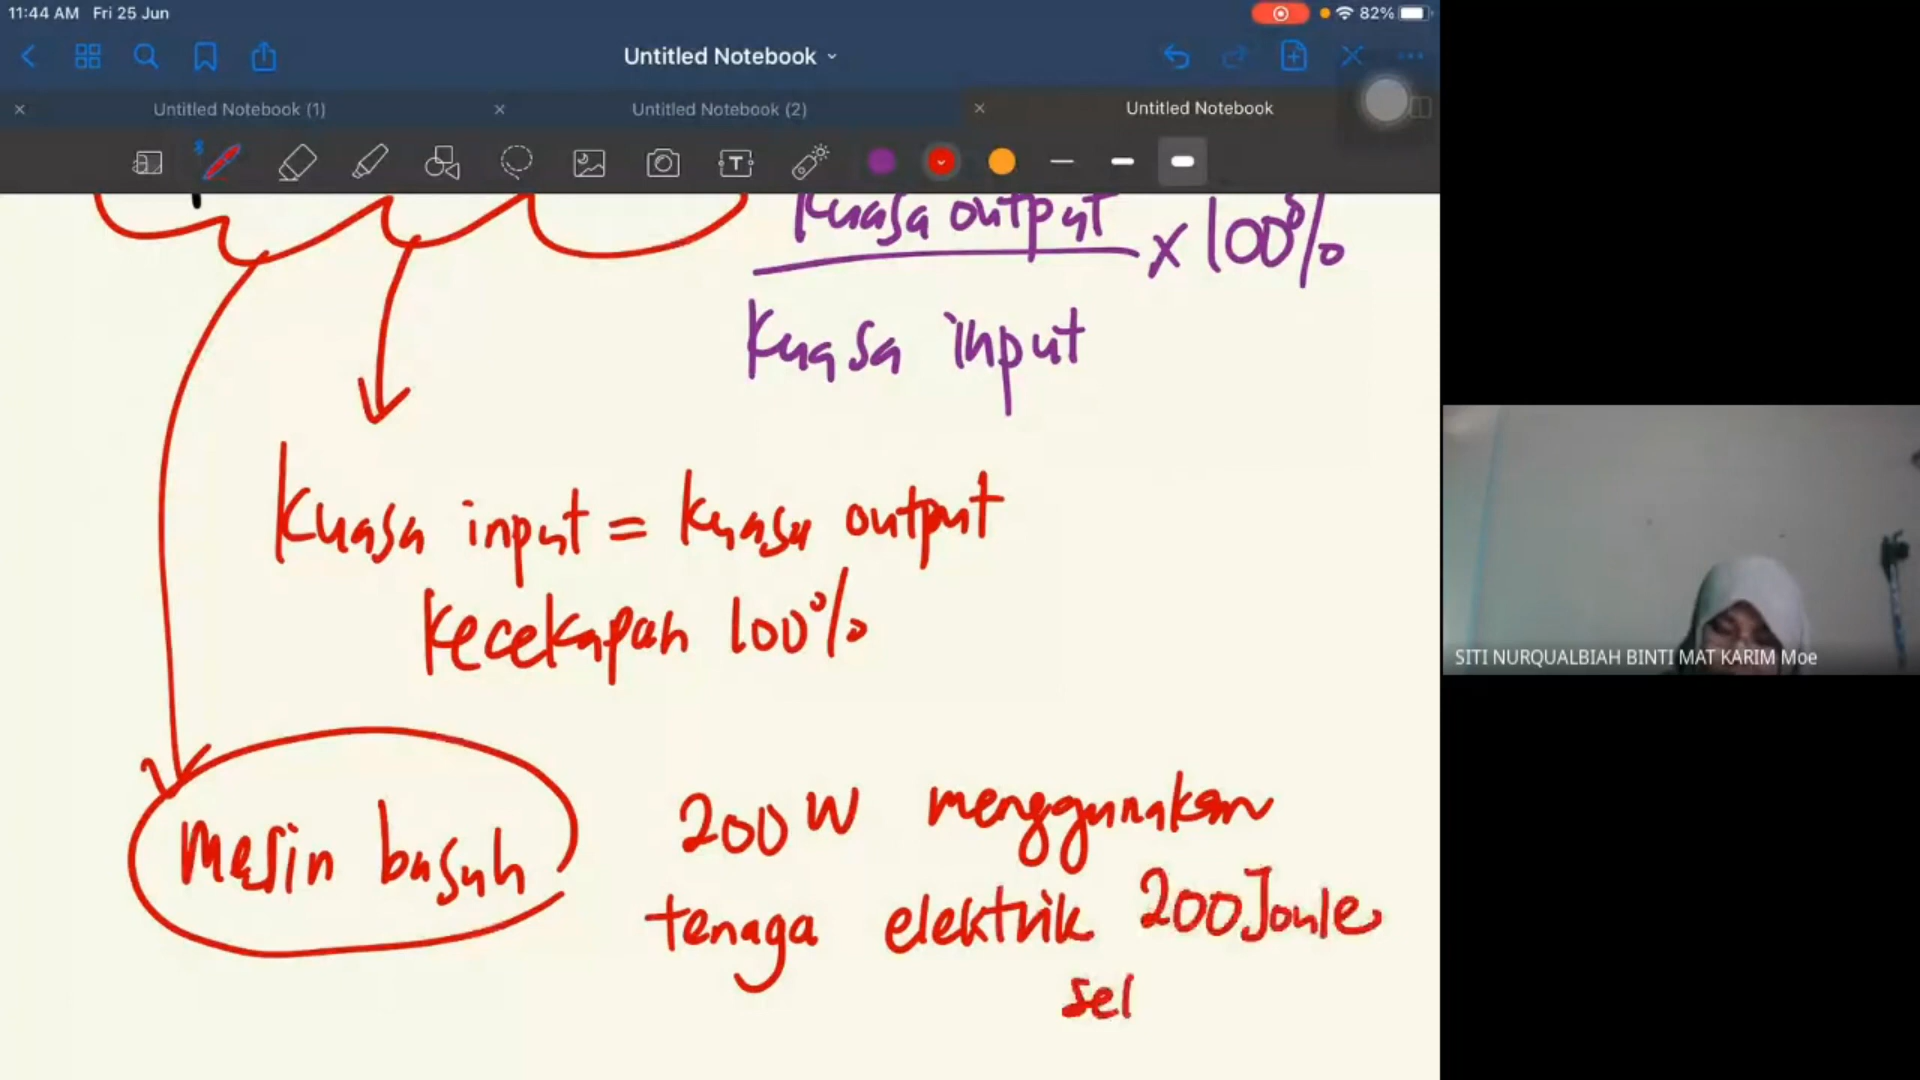 11:44 AM Fri 25 Jun
82%
Untitled Notebook
Untitled Notebook (1)
Untitled Notebook (2)
Untitled Notebook
T
Kuasa output
x 100%
Kuasa input
Kuasa input = Kuasa output
Kecekapan 100%
Mesin basuh
200 W menggunakan
tenaga elektrik 200 Joule
sel
SITI NURQUALBIAH BINTI MAT KARIM Moe